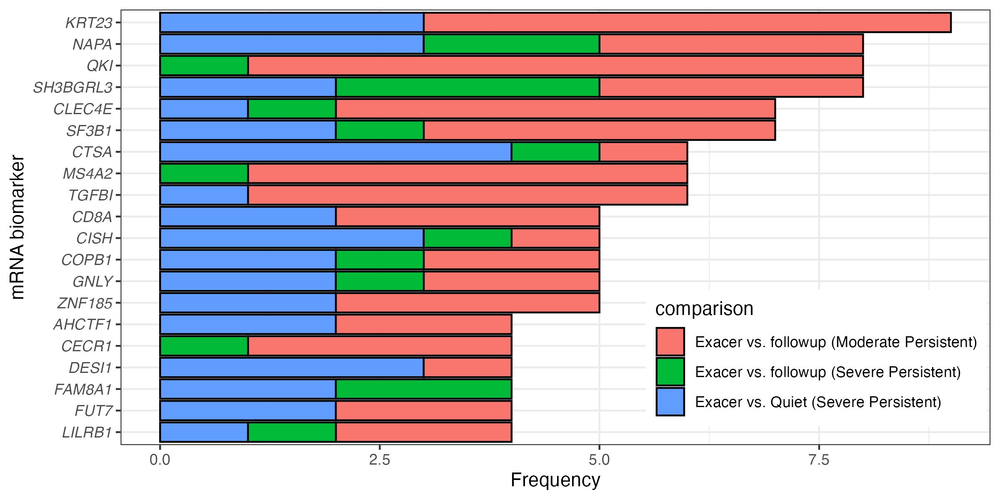 KRT23
NAPA
QKI
SH3BGRL3
CLEC4E
SF3B1
CTSA
MS4A2
TGFBI
CD8A
CISH
COPB1
GNLY
ZNF185
AHCTF1
CECR1
DESI1
FAM8A1
FUT7
LILRB1
mRNA biomarker
0.0 2.5 5.0 7.5
Frequency
comparison
Exacer vs. followup (Moderate Persistent)
Exacer vs. followup (Severe Persistent)
Exacer vs. Quiet (Severe Persistent)